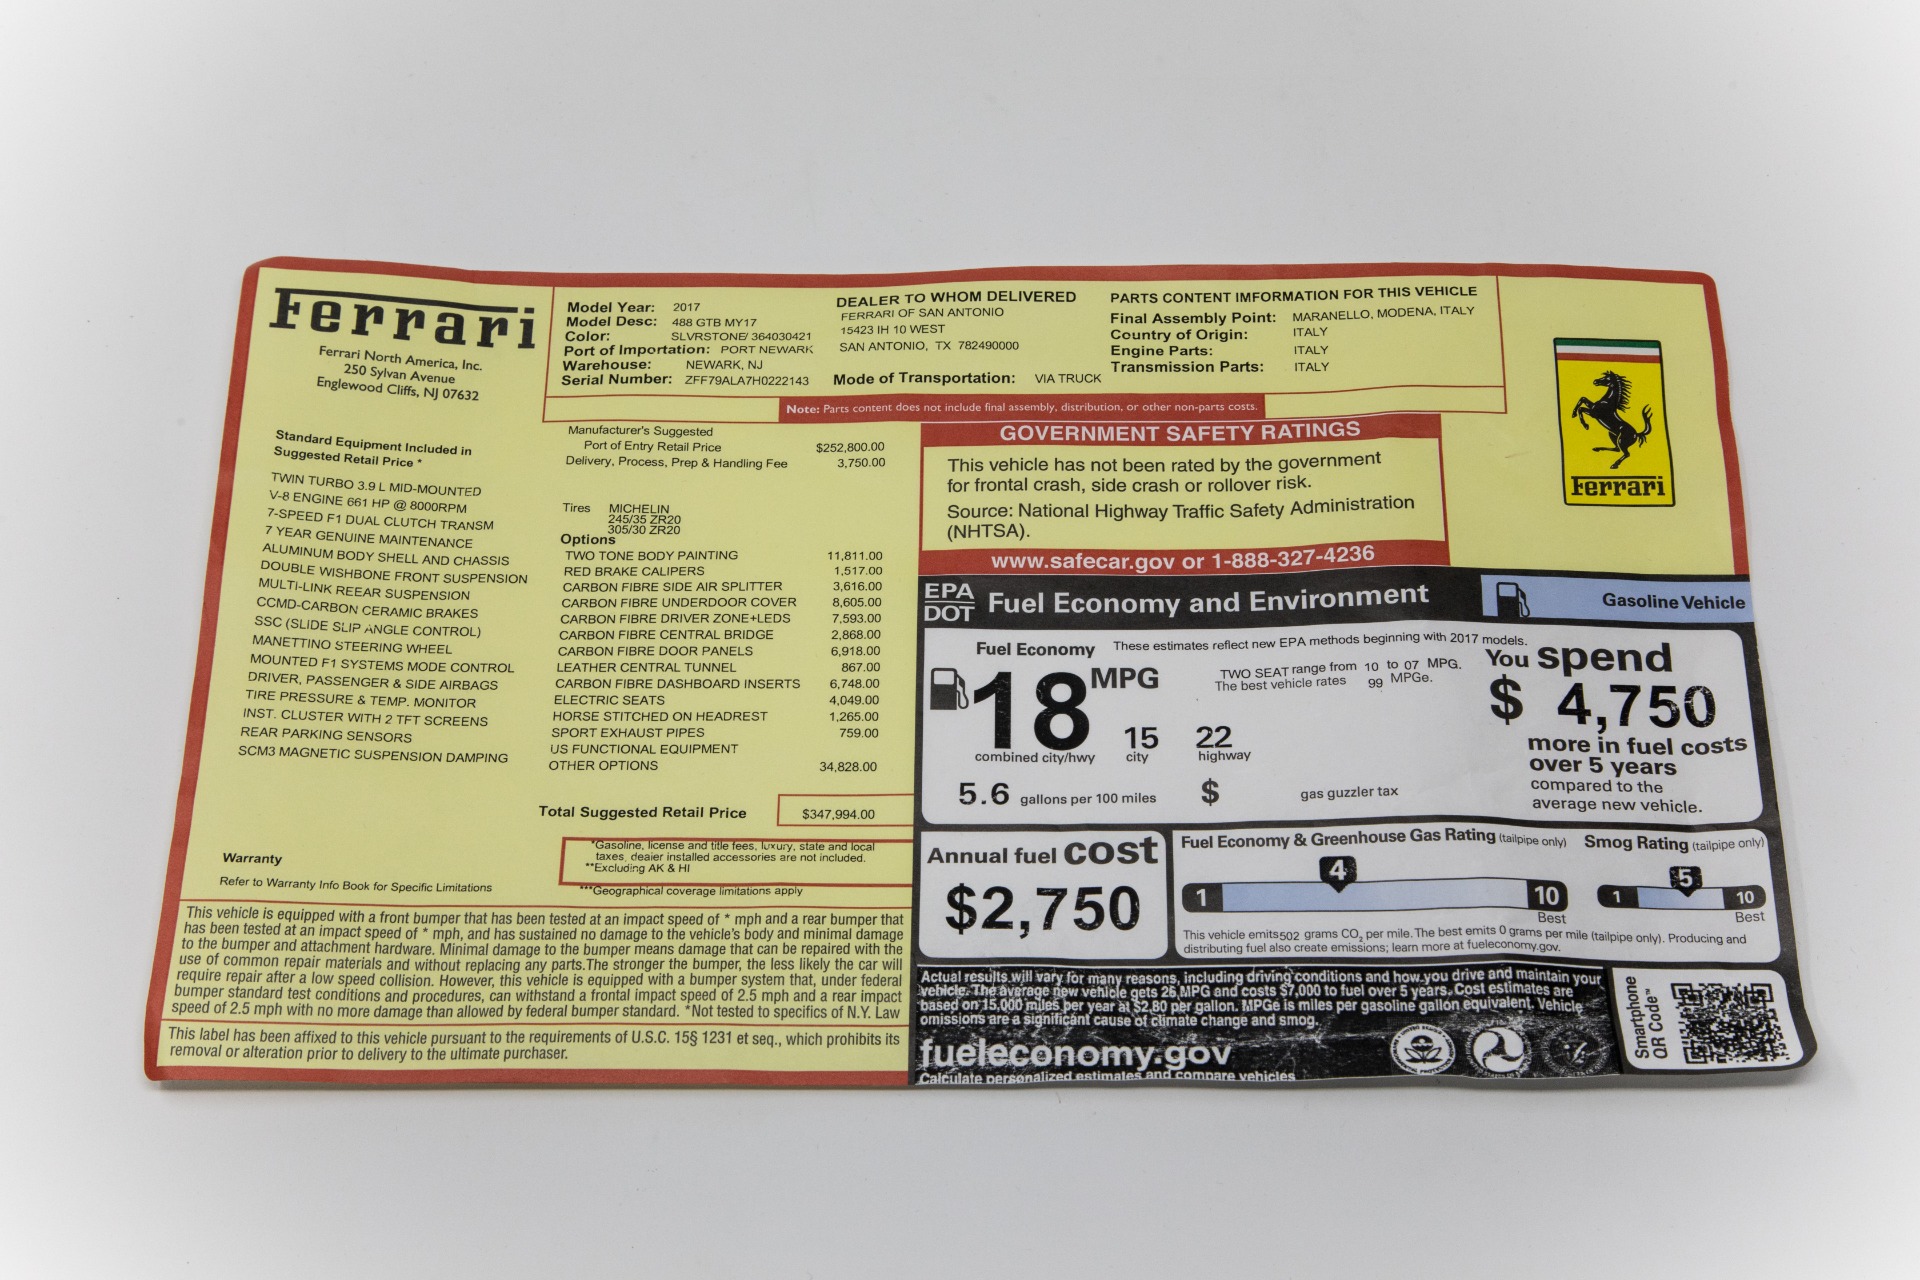 Ferrari
Ferrari North America, Inc.
250 Sylvan Avenue
Englewood Cliffs, NJ 07632
Model Year: 2017
Model Desc: 488 GTB MY17
Color: SLVRSTONE/ 364030421
Port of Importation: PORT NEWARK
Warehouse: NEWARK, NJ
Serial Number: ZFF79ALA7H0222143
DEALER TO WHOM DELIVERED
FERRARI OF SAN ANTONIO
15423 IH 10 WEST
SAN ANTONIO, TX 782490000
Mode of Transportation: VIA TRUCK
PARTS CONTENT IMFORMATION FOR THIS VEHICLE
Final Assembly Point: MARANELLO, MODENA, ITALY
Country of Origin: ITALY
Engine Parts: ITALY
Transmission Parts: ITALY
Note: Parts content does not include final assembly, distribution, or other non-parts costs.
Ferrari
Standard Equipment Included in
Suggested Retail Price *
TWIN TURBO 3.9 L MID-MOUNTED
V-8 ENGINE 661 HP @ 8000RPM
7-SPEED F1 DUAL CLUTCH TRANSM
7 YEAR GENUINE MAINTENANCE
ALUMINUM BODY SHELL AND CHASSIS
DOUBLE WISHBONE FRONT SUSPENSION
MULTI-LINK REEAR SUSPENSION
CCMD-CARBON CERAMIC BRAKES
SSC (SLIDE SLIP ANGLE CONTROL)
MANETTINO STEERING WHEEL
MOUNTED F1 SYSTEMS MODE CONTROL
DRIVER, PASSENGER & SIDE AIRBAGS
TIRE PRESSURE & TEMP. MONITOR
INST. CLUSTER WITH 2 TFT SCREENS
REAR PARKING SENSORS
SCM3 MAGNETIC SUSPENSION DAMPING
Warranty
Refer to Warranty Info Book for Specific Limitations
Manufacturer's Suggested
Port of Entry Retail Price $252,800.00
Delivery, Process, Prep & Handling Fee 3,750.00
Tires MICHELIN
245/35 ZR20
305/30 ZR20
Options
TWO TONE BODY PAINTING 11,811.00
RED BRAKE CALIPERS 1,517.00
CARBON FIBRE SIDE AIR SPLITTER 3,616.00
CARBON FIBRE UNDERDOOR COVER 8,605.00
CARBON FIBRE DRIVER ZONE+LEDS 7,593.00
CARBON FIBRE CENTRAL BRIDGE 2,868.00
CARBON FIBRE DOOR PANELS 6,918.00
LEATHER CENTRAL TUNNEL 867.00
CARBON FIBRE DASHBOARD INSERTS 6,748.00
ELECTRIC SEATS 4,049.00
HORSE STITCHED ON HEADREST 1,265.00
SPORT EXHAUST PIPES 759.00
US FUNCTIONAL EQUIPMENT
OTHER OPTIONS 34,828.00
Total Suggested Retail Price $347,994.00
*Gasoline, license and title fees, luxury, state and local
taxes, dealer installed accessories are not included.
**Excluding AK & HI
***Geographical coverage limitations apply
This vehicle is equipped with a front bumper that has been tested at an impact speed of * mph and a rear bumper that
has been tested at an impact speed of * mph, and has sustained no damage to the vehicle's body and minimal damage
to the bumper and attachment hardware. Minimal damage to the bumper means damage that can be repaired with the
use of common repair materials and without replacing any parts.The stronger the bumper, the less likely the car will
require repair after a low speed collision. However, this vehicle is equipped with a bumper system that, under federal
bumper standard test conditions and procedures, can withstand a frontal impact speed of 2.5 mph and a rear impact
speed of 2.5 mph with no more damage than allowed by federal bumper standard. *Not tested to specifics of N.Y. Law
This label has been affixed to this vehicle pursuant to the requirements of U.S.C. 15§ 1231 et seq., which prohibits its
removal or alteration prior to delivery to the ultimate purchaser.
GOVERNMENT SAFETY RATINGS
This vehicle has not been rated by the government
for frontal crash, side crash or rollover risk.
Source: National Highway Traffic Safety Administration
(NHTSA).
www.safecar.gov or 1-888-327-4236
EPA
DOT Fuel Economy and Environment
Gasoline Vehicle
Fuel Economy
These estimates reflect new EPA methods beginning with 2017 models.
18 MPG
combined city/hwy
15
city
22
highway
TWO SEAT range from 10 to 07 MPG.
The best vehicle rates 99 MPGe.
5.6 gallons per 100 miles
$ gas guzzler tax
You spend
$ 4,750
more in fuel costs
over 5 years
compared to the
average new vehicle.
Annual fuel cost
$2,750
Fuel Economy & Greenhouse Gas Rating (tailpipe only)
4
1 10
Best
Smog Rating (tailpipe only)
5
1 10
Best
This vehicle emits502 grams CO2 per mile. The best emits 0 grams per mile (tailpipe only). Producing and
distributing fuel also create emissions; learn more at fueleconomy.gov.
Actual results will vary for many reasons, including driving conditions and how you drive and maintain your
vehicle. The average new vehicle gets 26 MPG and costs $7,000 to fuel over 5 years. Cost estimates are
based on 15,000 miles per year at $2.80 per gallon. MPGe is miles per gasoline gallon equivalent. Vehicle
omissions are a significant cause of climate change and smog.
fueleconomy.gov
Calculate personalized estimates and compare vehicles
Smartphone
QR Code™